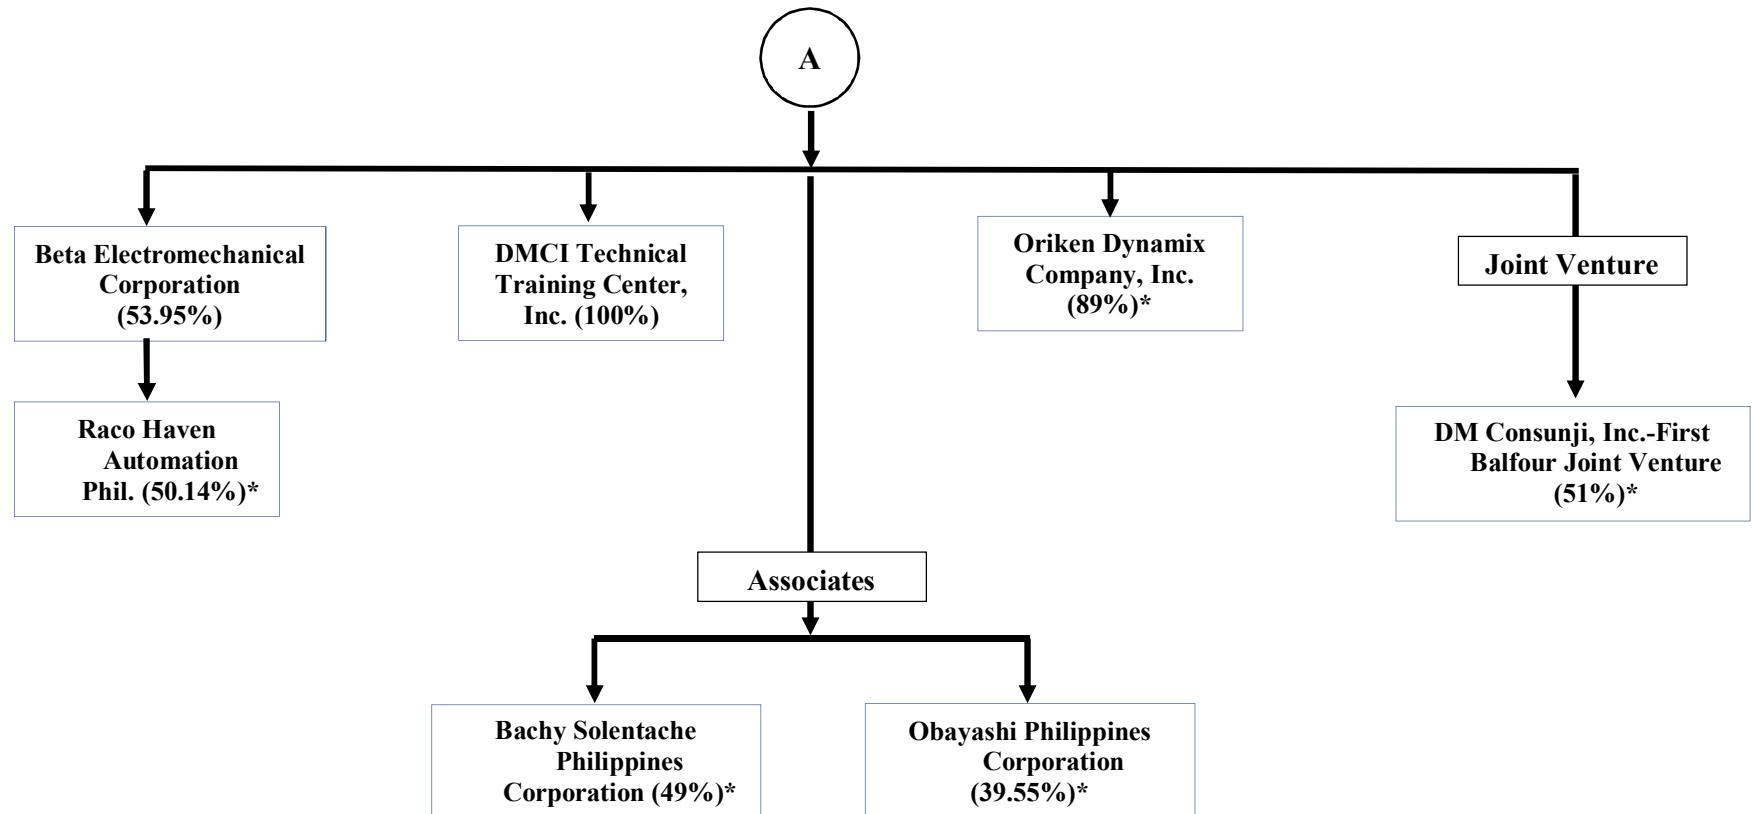 A
Beta Electromechanical
Corporation
(53.95%)
DMCI Technical
Training Center,
Inc. (100%)
Oriken Dynamix
Company, Inc.
(89%)*
Joint Venture
Raco Haven
Automation
Phil. (50.14%)*
DM Consunji, Inc.-First
Balfour Joint Venture
(51%)*
Associates
Bachy Solentache
Philippines
Corporation (49%)*
Obayashi Philippines
Corporation
(39.55%)*